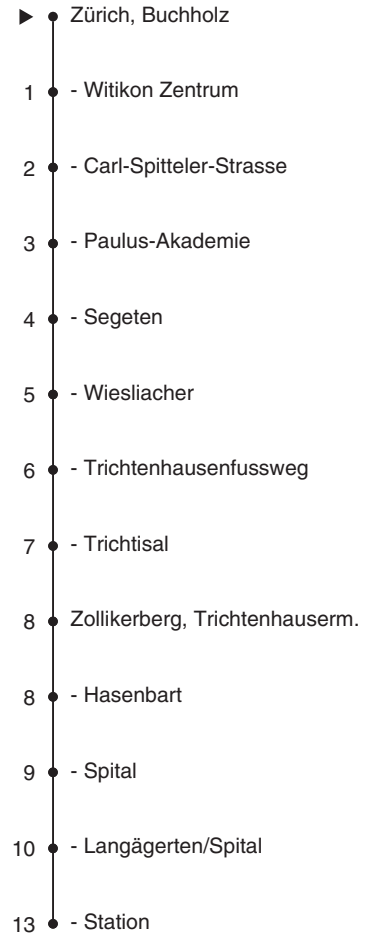 Zürich, Buchholz
1 - Witikon Zentrum
2 - Carl-Spitteler-Strasse
3 - Paulus-Akademie
4 - Segeten
5 - Wiesliacher
6 - Trichtenhausenfussweg
7 - Trichtisal
8 Zollikerberg, Trichtenhauserm.
8 - Hasenbart
9 - Spital
10 - Langägerten/Spital
13 - Station